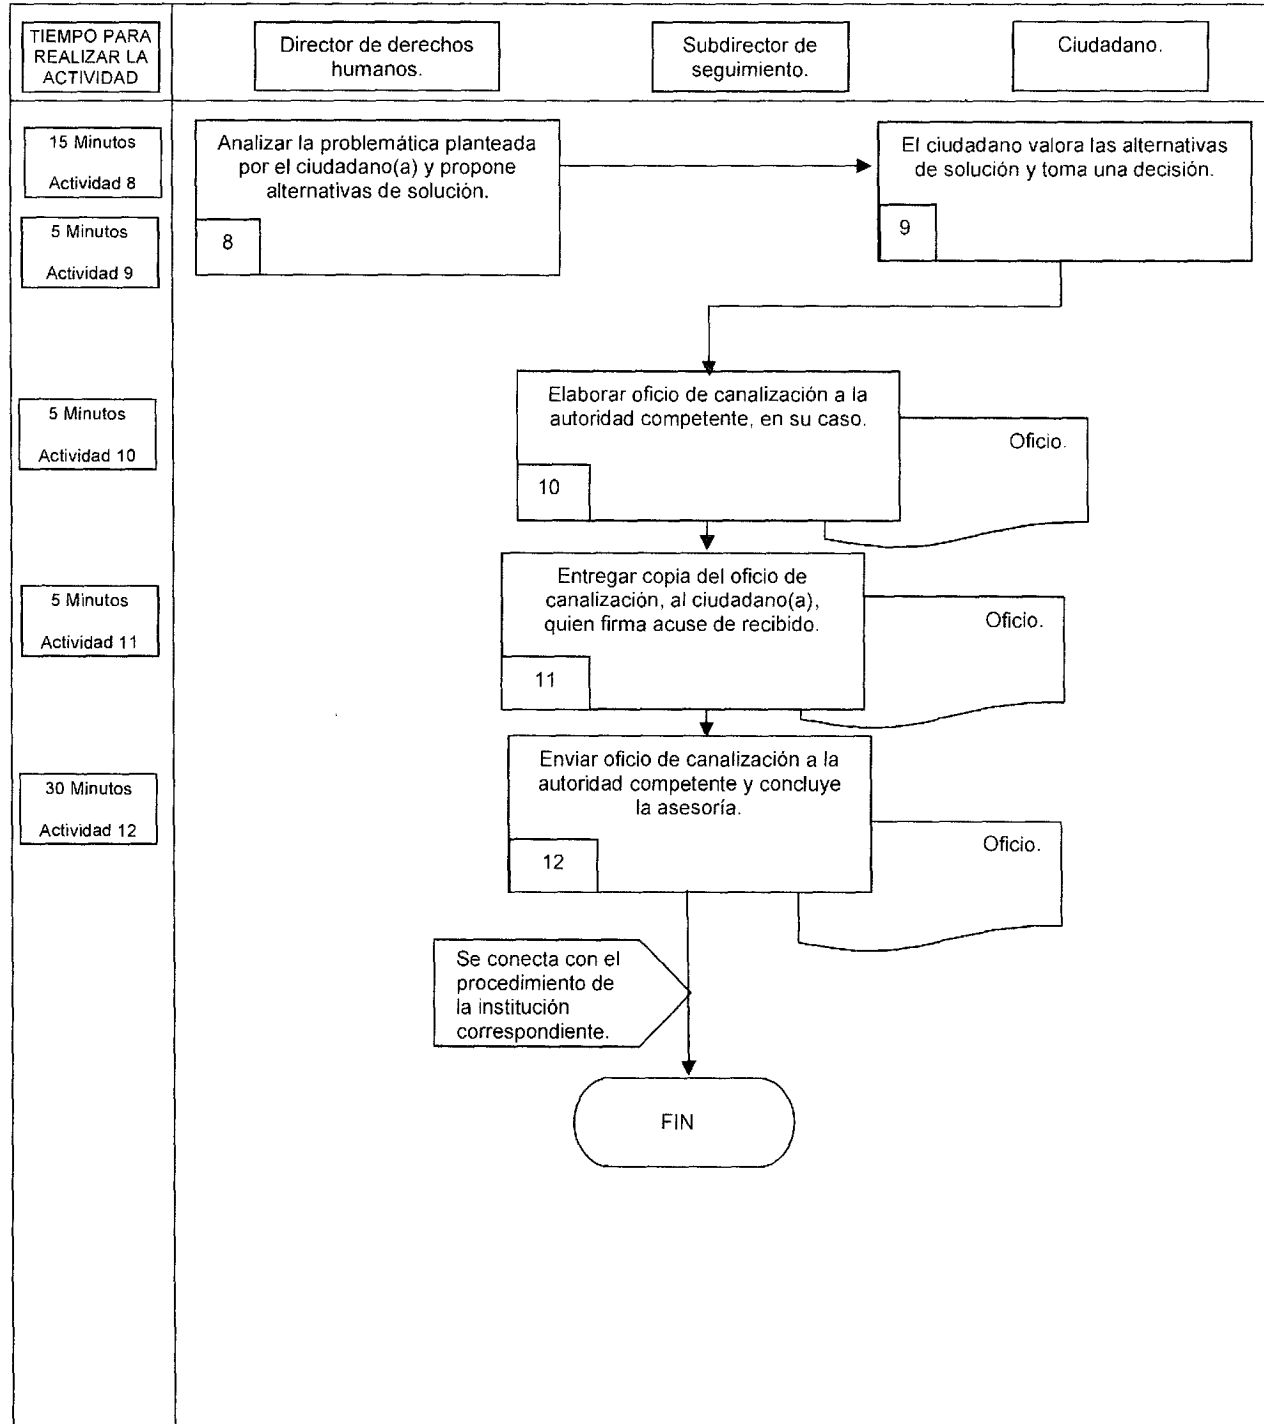 TIEMPO PARA
REALIZAR LA
ACTIVIDAD
Director de derechos
humanos.
Subdirector de
seguimiento.
Ciudadano.
15 Minutos
Actividad 8
Analizar la problemática planteada
por el ciudadano(a) y propone
alternativas de solución.
8
El ciudadano valora las alternativas
de solución y toma una decisión.
9
5 Minutos
Actividad 9
5 Minutos
Actividad 10
Elaborar oficio de canalización a la
autoridad competente, en su caso.
10
Oficio.
5 Minutos
Actividad 11
Entregar copia del oficio de
canalización, al ciudadano(a),
quien firma acuse de recibido.
11
Oficio.
30 Minutos
Actividad 12
Enviar oficio de canalización a la
autoridad competente y concluye
la asesoría.
12
Oficio.
Se conecta con el
procedimiento de
la institución
correspondiente.
FIN